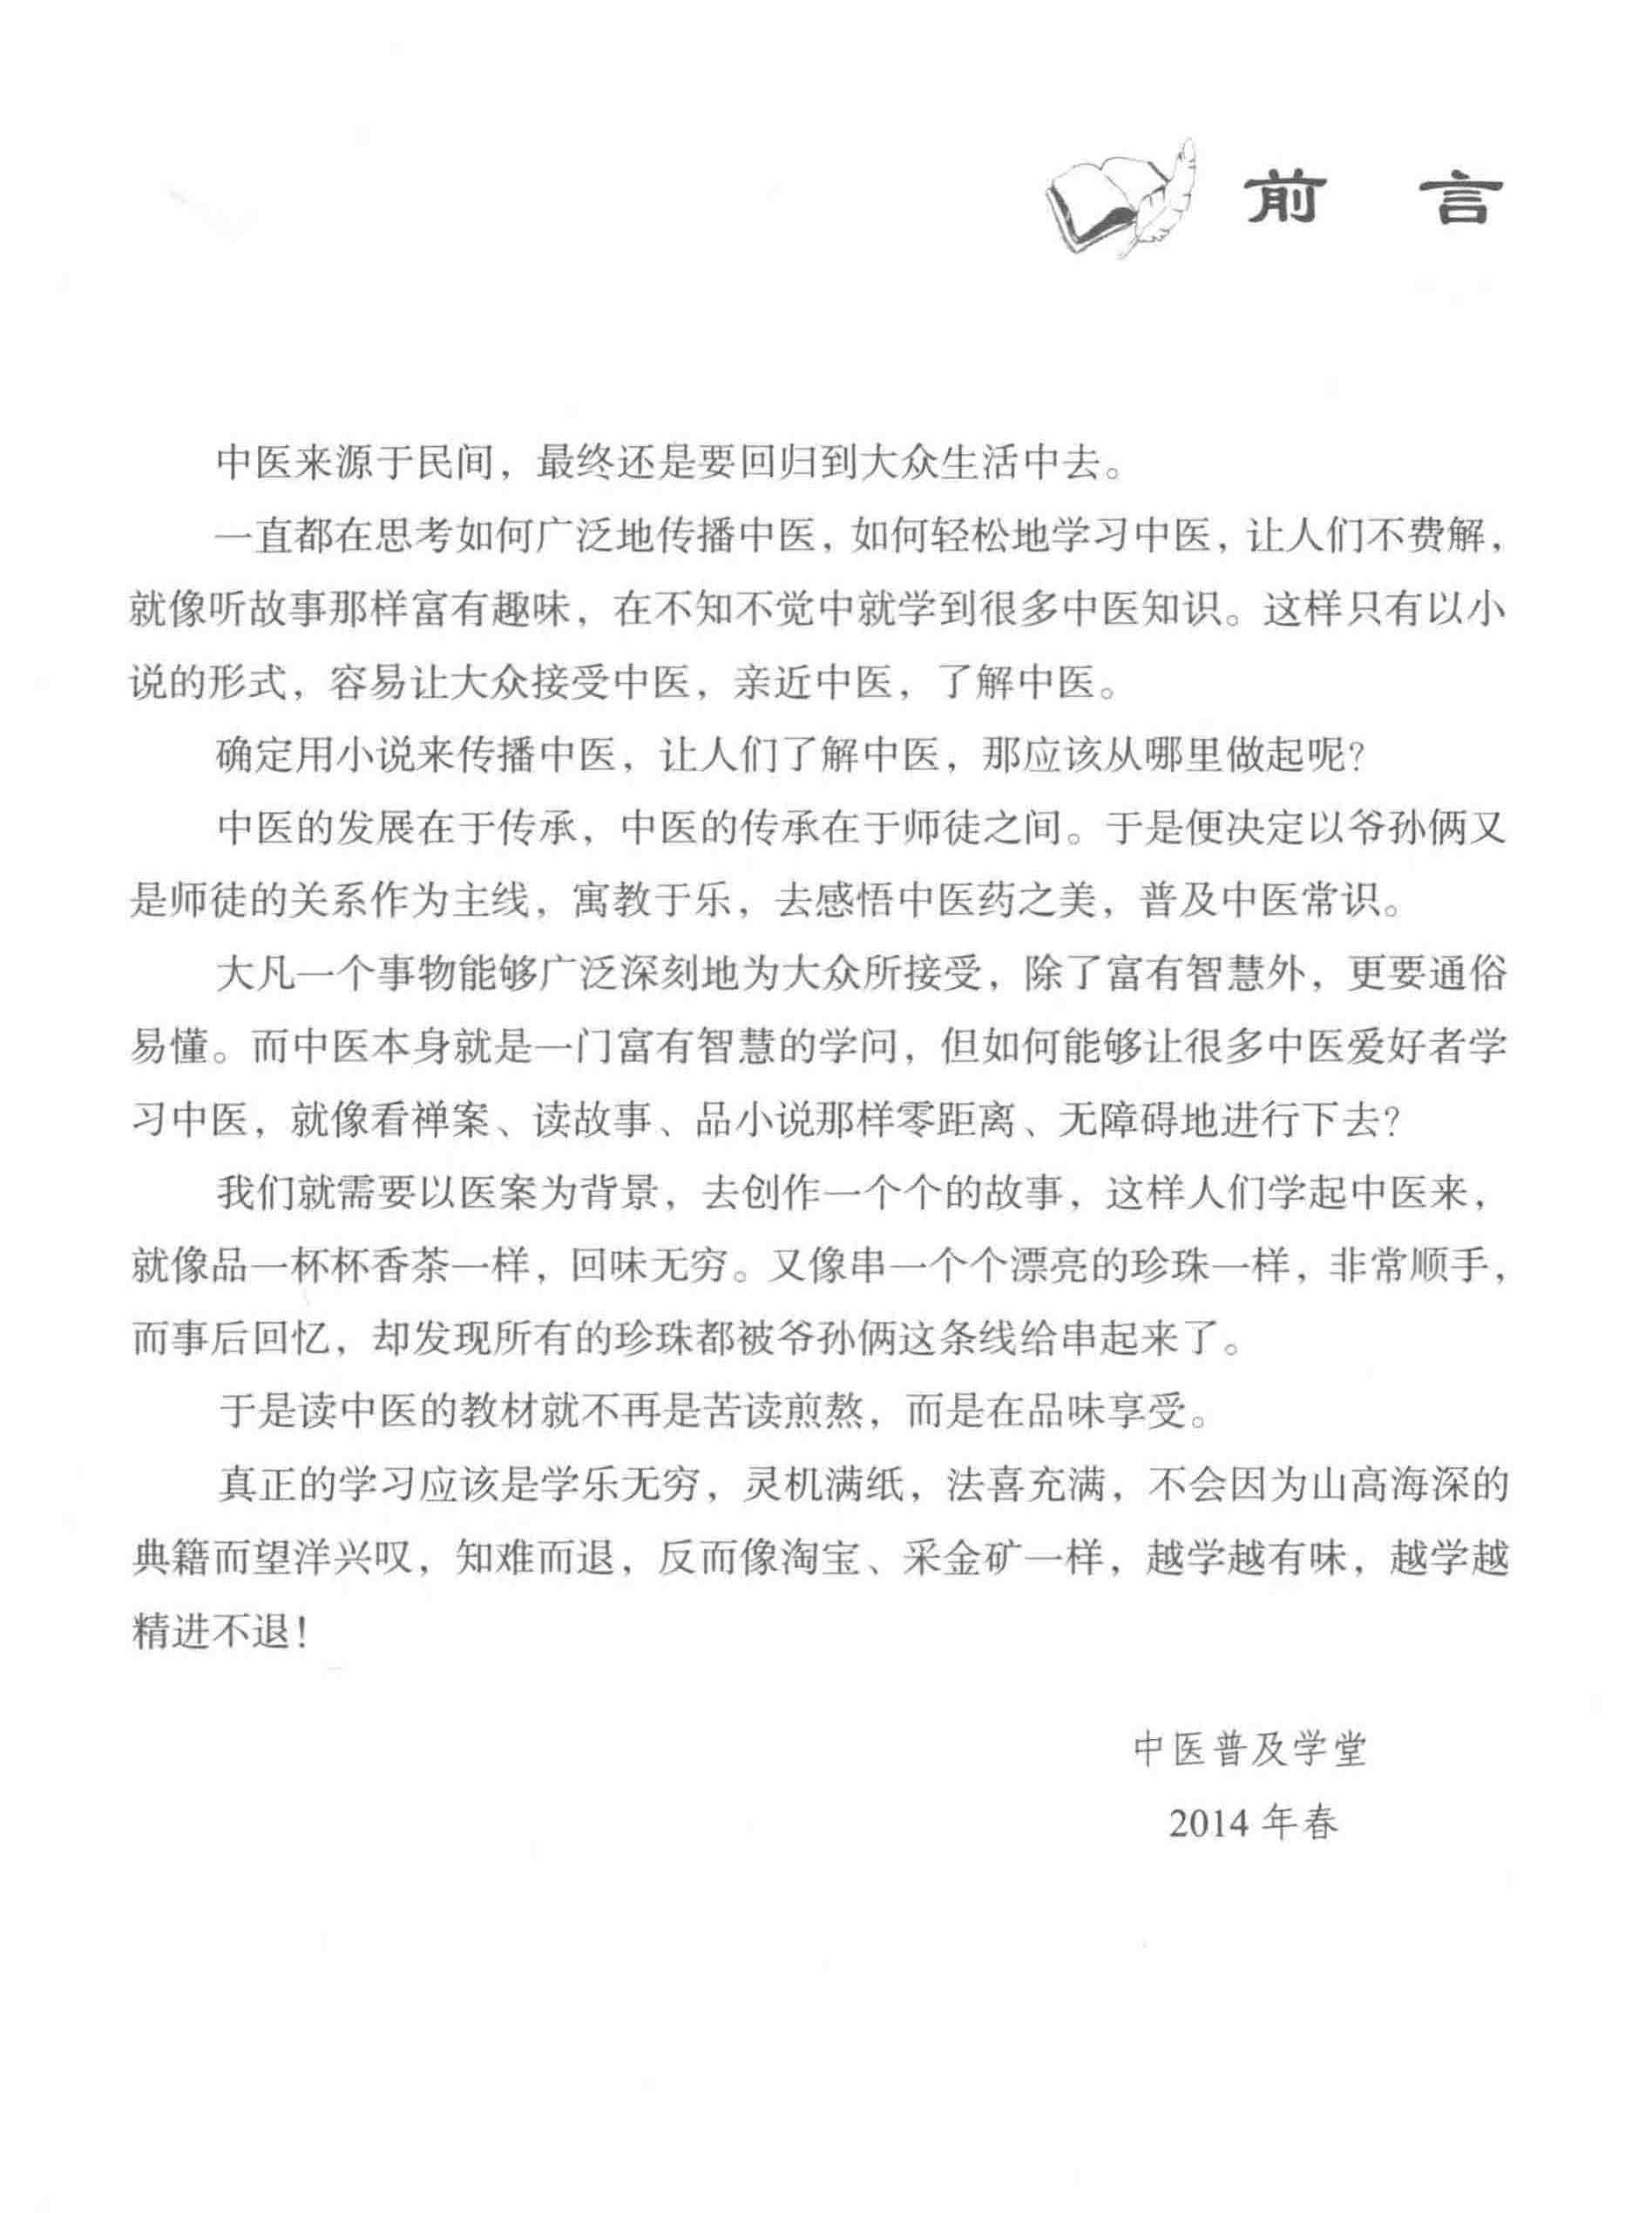 前 言
中医来源于民间，最终还是要回归到大众生活中去。
一直都在思考如何广泛地传播中医，如何轻松地学习中医，让人们不费解，
就像听故事那样富有趣味，在不知不觉中就学到很多中医知识。这样只有以小
说的形式，容易让大众接受中医，亲近中医，了解中医。
确定用小说来传播中医，让人们了解中医，那应该从哪里做起呢？
中医的发展在于传承，中医的传承在于师徒之间。于是便决定以爷孙俩又
是师徒的关系作为主线，寓教于乐，去感悟中医药之美，普及中医常识。
大凡一个事物能够广泛深刻地为大众所接受，除了富有智慧外，更要通俗
易懂。而中医本身就是一门富有智慧的学问，但如何能够让很多中医爱好者学
习中医，就像看禅案、读故事、品小说那样零距离、无障碍地进行下去？
我们就需要以医案为背景，去创作一个个的故事，这样人们学起中医来，
就像品一杯杯香茶一样，回味无穷。又像串一个个漂亮的珍珠一样，非常顺手，
而事后回忆，却发现所有的珍珠都被爷孙俩这条线给串起来了。
于是读中医的教材就不再是苦读煎熬，而是在品味享受。
真正的学习应该是学乐无穷，灵机满纸，法喜充满，不会因为山高海深的
典籍而望洋兴叹，知难而退，反而像淘宝、采金矿一样，越学越有味，越学越
精进不退！
中医普及学堂
2014 年春